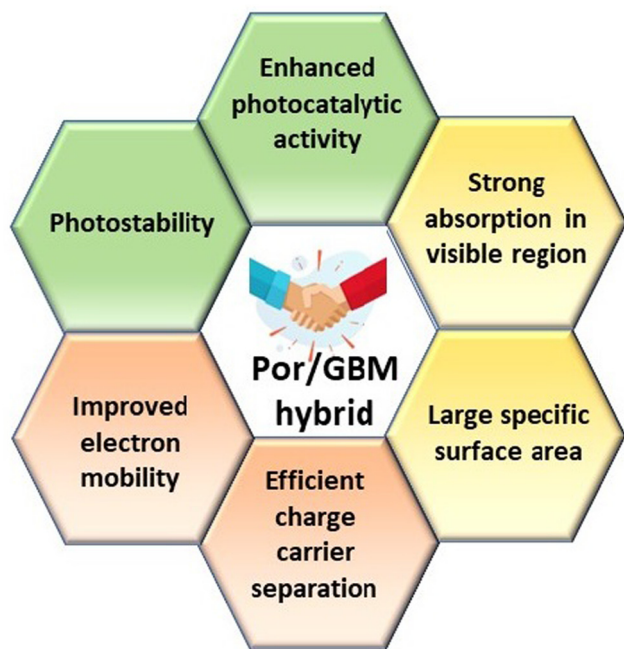 Enhanced
photocatalytic
activity
Strong
absorption in
visible region
Photostability
Por/GBM
hybrid
Improved
electron
mobility
Large specific
surface area
Efficient
charge
carrier
separation